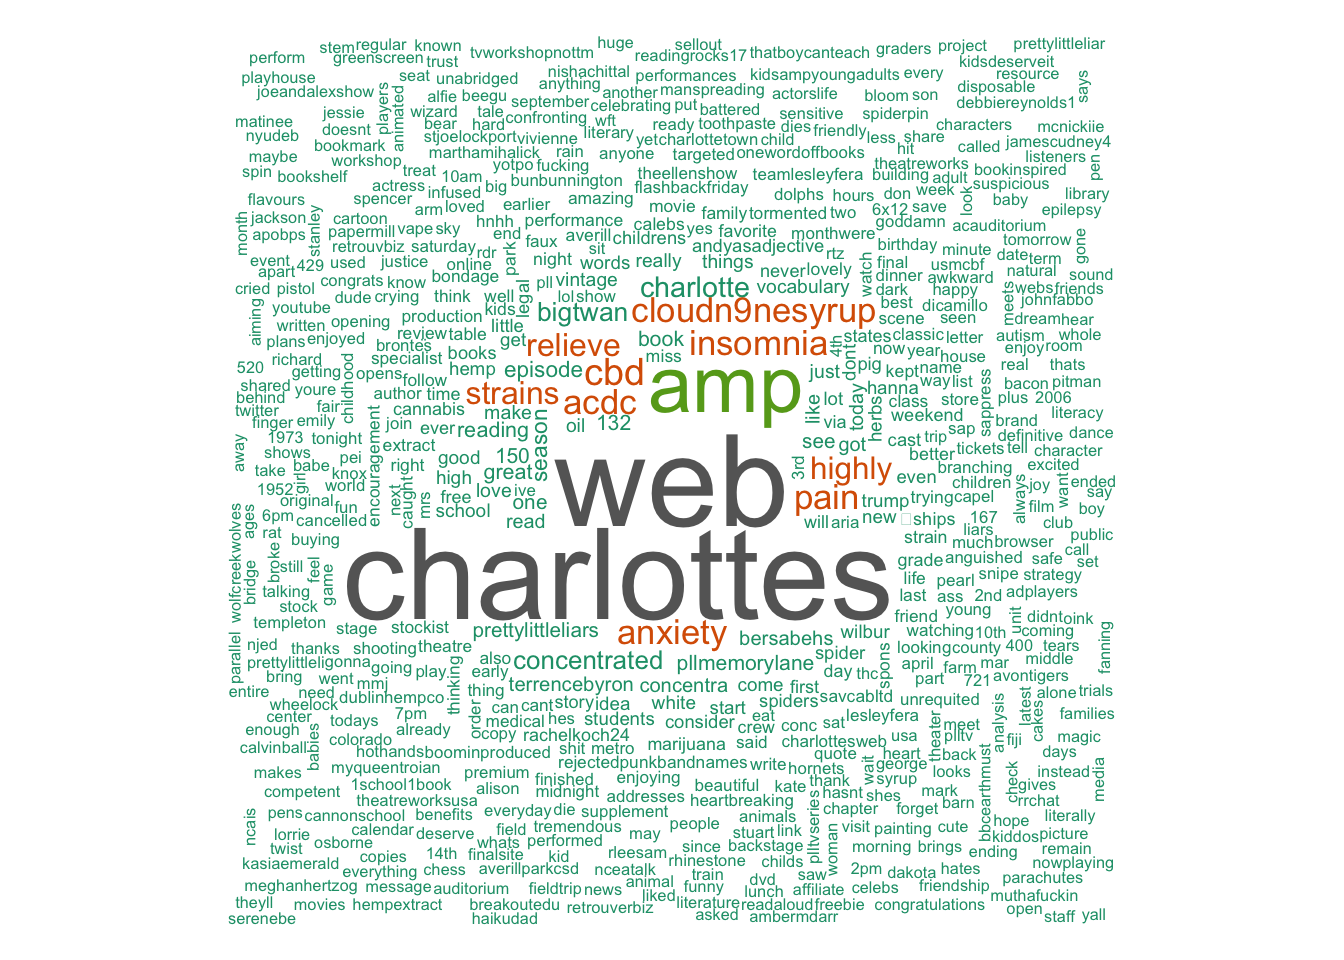 stem regular known tvworkshopnottm huge sellout
perform greenscreen trust readingrocks17 thatboycanteach graders project prettylittleliar
playhouse seat unabridged nishachittal performances kidsampyoungadults every kidsdeserveit
joeandalexshow alfie beegu anything another manspreading actorslife bloom son disposable resource says
jessie players animated wizard tale september celebrating put battered sensitive spiderpin debbiereynolds1
matinee doesnt bear hard confronting wft ready toothpaste dies friendly less share characters mcnickiie
nyudeb bookmark stjoelockport vivienne literary yetcharlottetown child hit called jamescudney4
maybe workshop marthamihalick rain anyone targeted onewordoffbooks theatreworks listeners pen
spin bookshelf treat yotpo fucking theellenshow teamlesleyfera building adult bookinspired
flavours actress 10am big bunbunnington flashbackfriday dolphs hours don week look suspicious library
month jackson spencer infused arm loved earlier amazing movie family tormented two 6x12 save baby epilepsy
apobps stanley cartoon papermill vape sky hnhh performance calebs yes favorite monthwere goddamn acauditorium
event retrouvbiz saturday rdr end faux averill childrens andyasadjective rtz birthday minute tomorrow gone
apart 429 used justice online park sit night words really things never lovely watch final usmcbf date term
cried pistol congrats know bondage pll vintage charlotte vocabulary dinner awkward natural sound
youtube dude crying think well legal lol show dark happy meets webs friends
aiming written opening production kids bigtwan cloudn9nesyrup best dicamillo johnfabbo
plans enjoyed review table little scene seen dream hear
brontes get relieve book insomnia 4th states classic letter autism whole
520 richard specialist books hemp episode miss now year house enjoy room
shared getting childhood opens follow cbd amp just dont pig kept name real thats
behind youre author time strains acdc hanna way list bacon pitman
twitter fair cannabis make like lot today herbs class store sappress plus 2006
finger emily join ever reading season oil 132 via weekend sap brand literacy
away 1973 tonight encouragement extract see got cast trip tickets tell definitive dance
shows pei good 150 web 3rd highly better branching character
take babe knox right high great even children excited
1952 girl world next caught mrs free love ive pain trump trying capel joy always want ended
original fun school one film say
ages 6pm cancelled read will aria new ships 167 club boy
wolfcreekwolves rat buying charlottes strain liars much browser public
bridge broke still feel grade anguished safe call
talking game life pearl snipe strategy set
stock last ass 2nd adplayers
templeton stage stockist prettylittleliars anxiety bersabehs wilbur friend young unit didnt oink
parallel njed thanks shooting theatre watching 10th coming
prettylittleli gonna also concentrated pllmemorylane spider looking county 400 tears fanning
bring went going play early day thc spons april farm mar middle
entire mmj thinking thing terrencebyron concentra come first part 721 avontigers
need dublinhempco savcabltd unrequited alone trials
wheelock order can cant story idea white start spiders latest
center todays 7pm medical hes students consider eat lesleyfera meet analysis cakes families
enough already copy rachelkoch24 crew conc sat usa theater plltv
colorado said charlottesweb fiji magic
calvinball babies hothands boomin produced shit metro marijuana quote wait heart back days
myqueentroian rejectedpunkbandnames write hornets george looks check instead
makes premium finished enjoying beautiful kate thank syrup gives media
competent 1school1book alison midnight hasnt shes mark bbcearth must rrchat
theatreworksusa addresses heartbreaking plltvseries chapter forget barn literally
ncais pens cannonschool benefits everyday die supplement animals hope
lorrie calendar deserve field tremendous may people stuart link visit painting cute kiddos picture
twist osborne whats performed since backstage woman morning brings ending remain
kasiaemerald copies 14th finalsite kid rleesam rhinestone childs nowplaying
everything chess averillparkcsd nceatalk train dvd saw 2pm dakota hates parachutes
meghanhertzog message auditorium fieldtrip news animal funny lunch affiliate celebs friendship muthafuckin
theyll movies hempextract breakoutedu retrouverbiz liked literature readaloud freebie congratulations open
serenebe haikudad asked ambermdarr staff yall